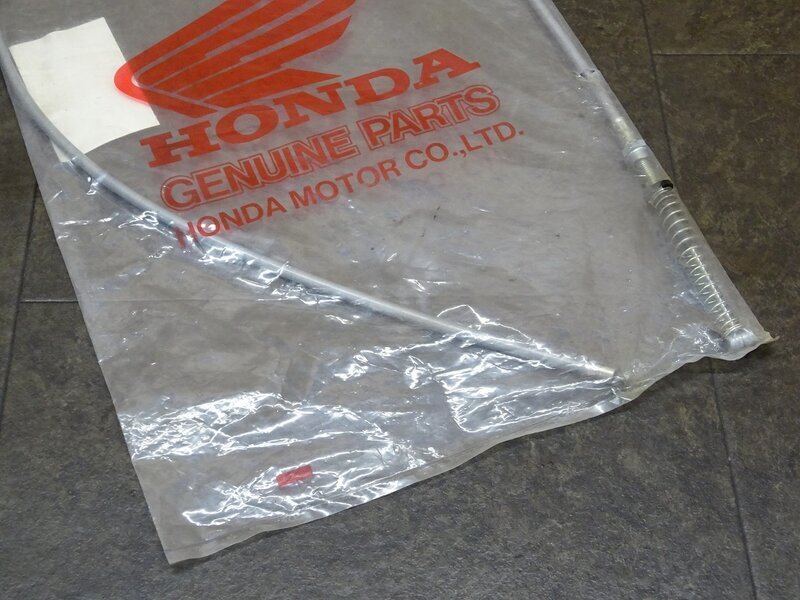 HONDA
GENUINE PARTS
HONDA MOTOR CO.,LTD.